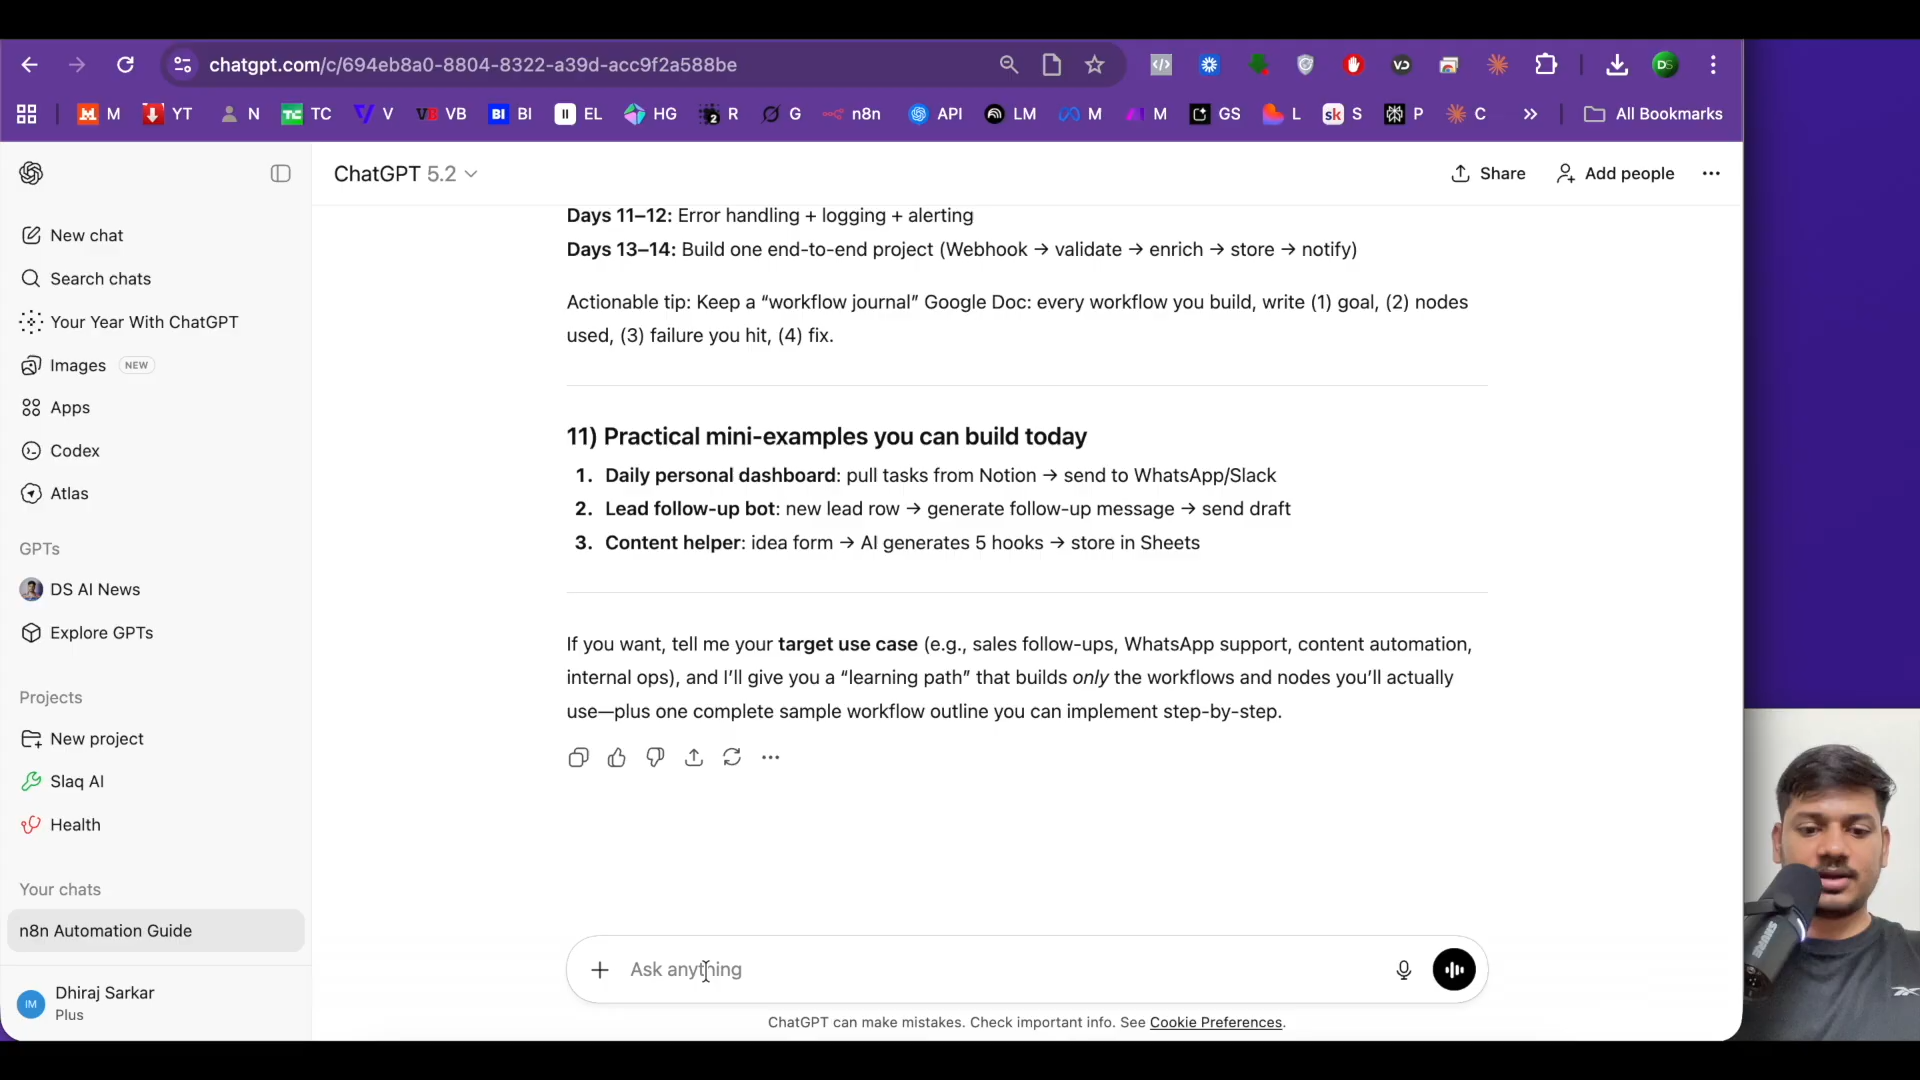 chatgpt.com/c/694eb8a0-8804-8322-a39d-acc9f2a588be
DS
M
YT
N
TC
V
VB
BI
EL
HG
R
G
n8n
API
LM
M
M
GS
L
S
P
C
All Bookmarks
ChatGPT 5.2
Share
Add people
New chat
Search chats
Your Year With ChatGPT
Images NEW
Apps
Codex
Atlas
GPTs
DS AI News
Explore GPTs
Projects
New project
Slaq AI
Health
Your chats
n8n Automation Guide
IM
Dhiraj Sarkar
Plus
Days 11–12: Error handling + logging + alerting
Days 13–14: Build one end-to-end project (Webhook → validate → enrich → store → notify)
Actionable tip: Keep a “workflow journal” Google Doc: every workflow you build, write (1) goal, (2) nodes
used, (3) failure you hit, (4) fix.
11) Practical mini-examples you can build today
1. Daily personal dashboard: pull tasks from Notion → send to WhatsApp/Slack
2. Lead follow-up bot: new lead row → generate follow-up message → send draft
3. Content helper: idea form → AI generates 5 hooks → store in Sheets
If you want, tell me your target use case (e.g., sales follow-ups, WhatsApp support, content automation,
internal ops), and I’ll give you a “learning path” that builds only the workflows and nodes you’ll actually
use—plus one complete sample workflow outline you can implement step-by-step.
Ask anything
ChatGPT can make mistakes. Check important info. See Cookie Preferences.